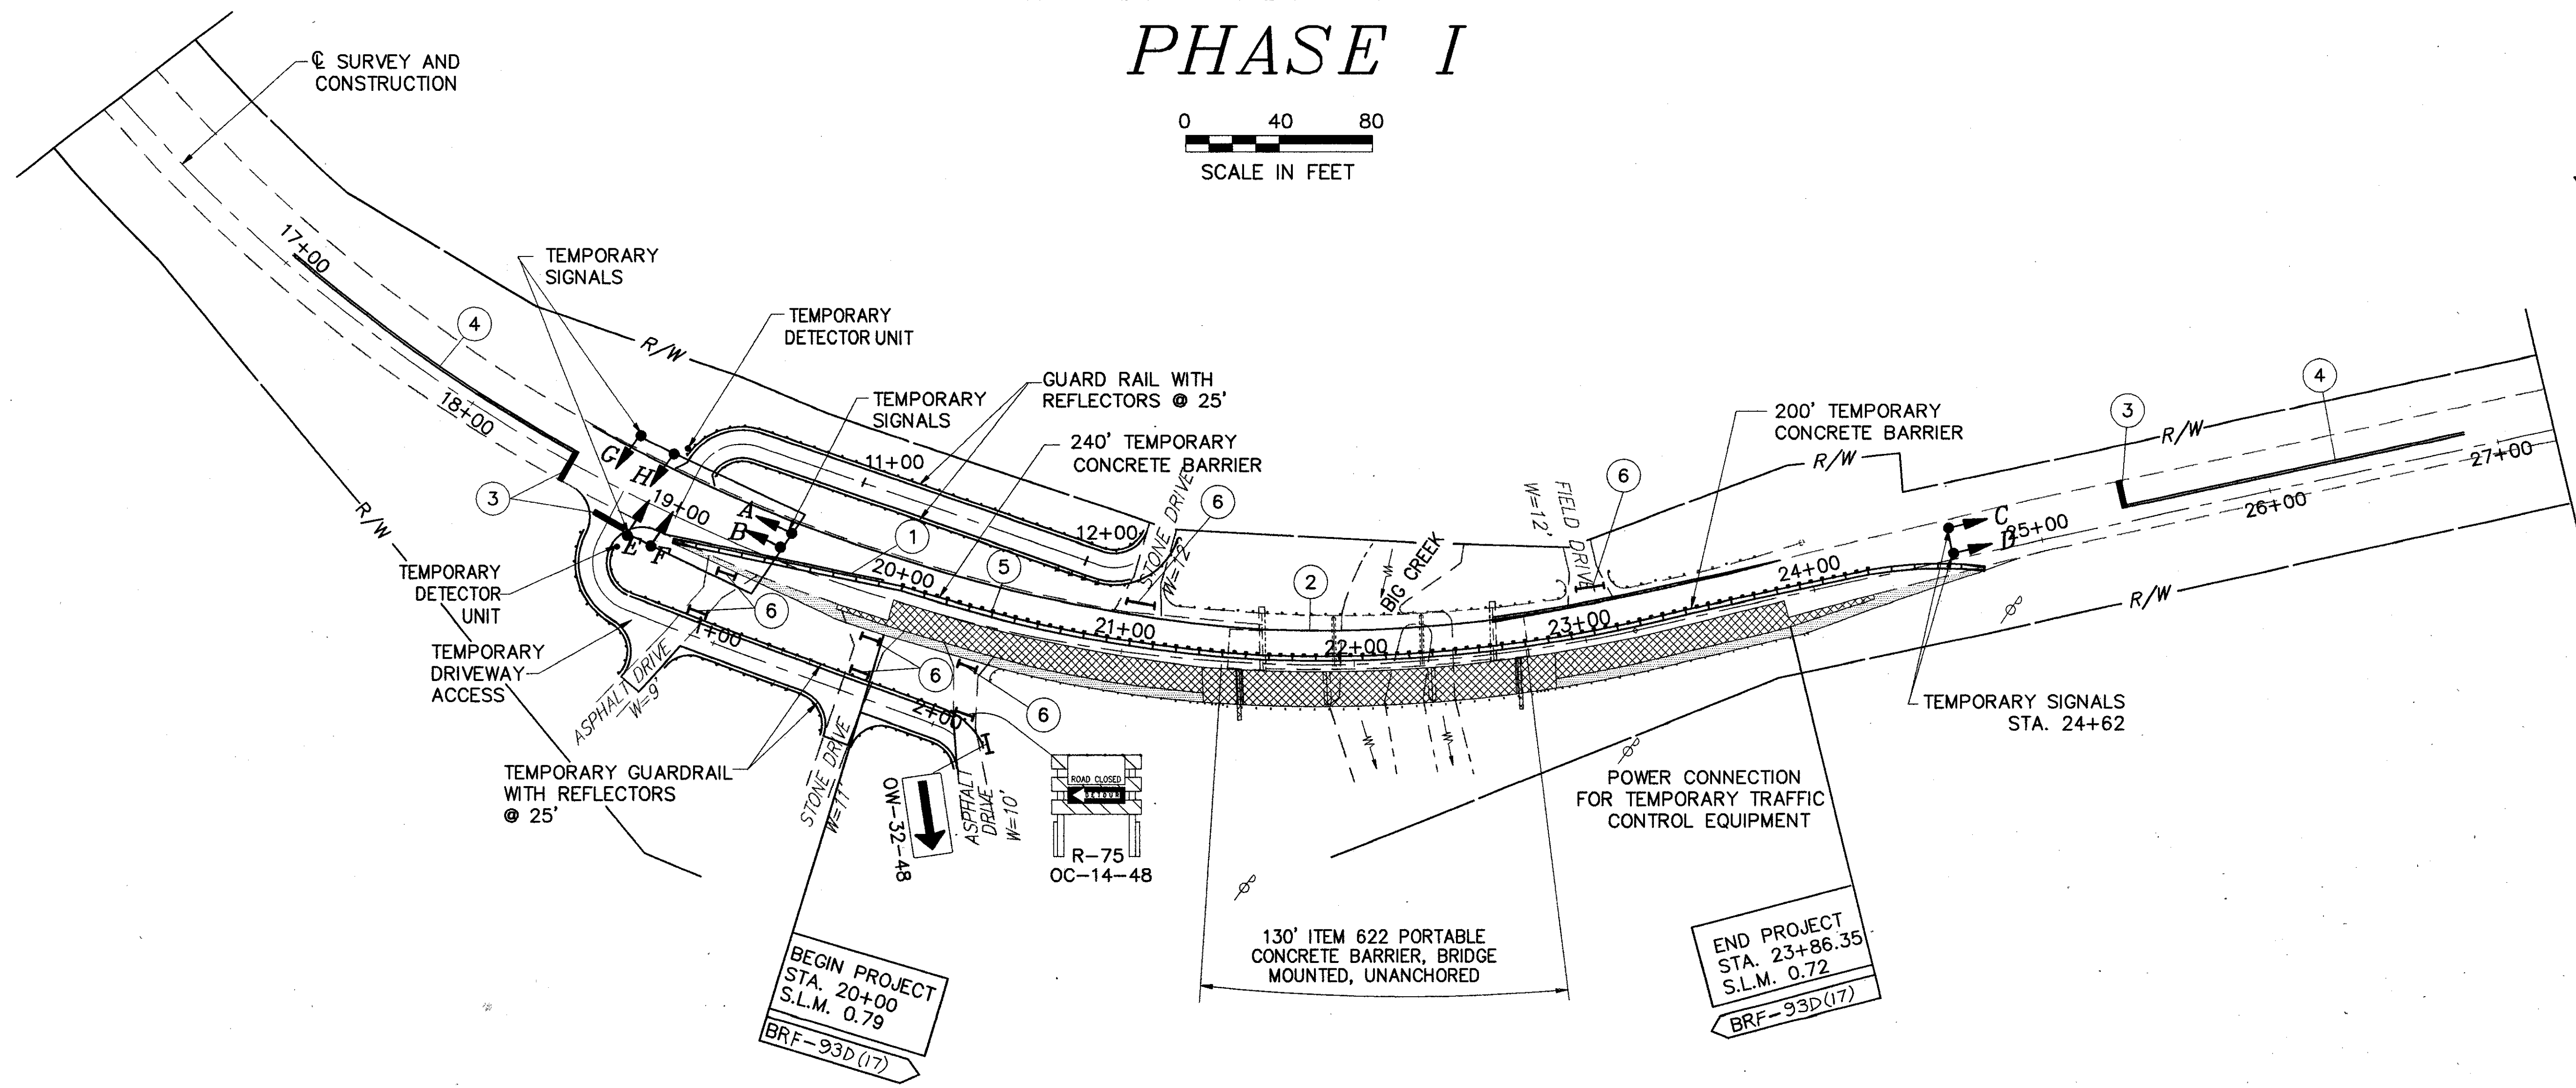 PHASE I
0 40 80
SCALE IN FEET
℄ SURVEY AND
CONSTRUCTION
17+00
4
18+00
TEMPORARY
SIGNALS
R/W
TEMPORARY
DETECTOR UNIT
GUARD RAIL WITH
REFLECTORS @ 25'
TEMPORARY
SIGNALS
240' TEMPORARY
CONCRETE BARRIER
200' TEMPORARY
CONCRETE BARRIER
3
4
R/W
R/W
27+00
26+00
25+00
G
H
3
19+00
A
B
E
F
11+00
12+00
STONE DRIVE
W=12'
6
FIELD DRIVE
W=12'
6
C
D
R/W
1
20+00
5
21+00
2
BIG CREEK
22+00
23+00
24+00
TEMPORARY
DETECTOR
UNIT
6
1+00
TEMPORARY
DRIVEWAY
ACCESS
ASPHALT DRIVE
W=9'
6
2+00
6
R/W
TEMPORARY SIGNALS
STA. 24+62
TEMPORARY GUARDRAIL
WITH REFLECTORS
@ 25'
STONE DRIVE
W=11'
OW-32-48
ASPHALT
DRIVE
W=10'
ROAD CLOSED
DETOUR
R-75
OC-14-48
POWER CONNECTION
FOR TEMPORARY TRAFFIC
CONTROL EQUIPMENT
130' ITEM 622 PORTABLE
CONCRETE BARRIER, BRIDGE
MOUNTED, UNANCHORED
BEGIN PROJECT
STA. 20+00
S.L.M. 0.79
BRF-93D(17)
END PROJECT
STA. 23+86.35
S.L.M. 0.72
BRF-93D(17)